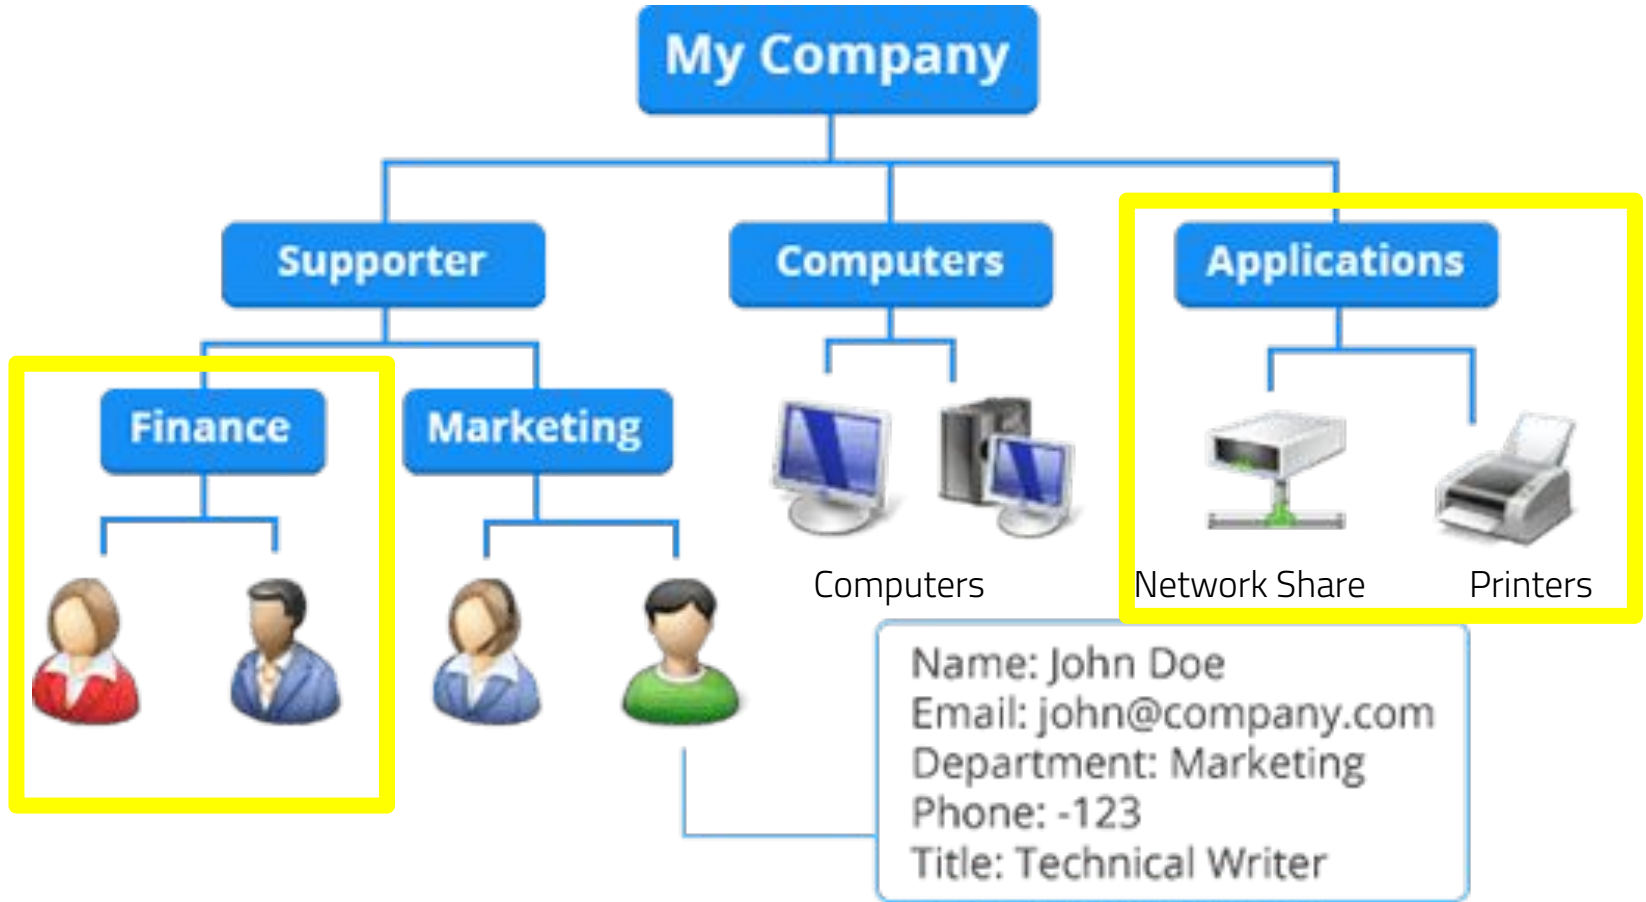 My Company
Supporter
Computers
Applications
Finance
Marketing
Computers
Network Share
Printers
Name: John Doe
Email: john@company.com
Department: Marketing
Phone: -123
Title: Technical Writer